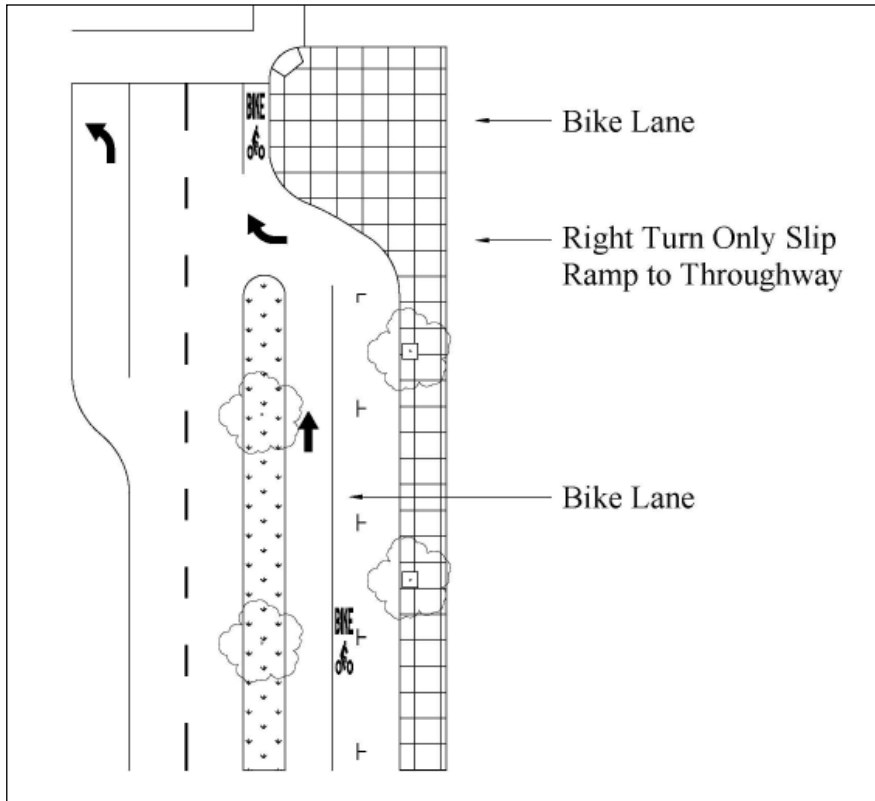 BIKE
Bike Lane
Right Turn Only Slip
Ramp to Throughway
Bike Lane
BIKE